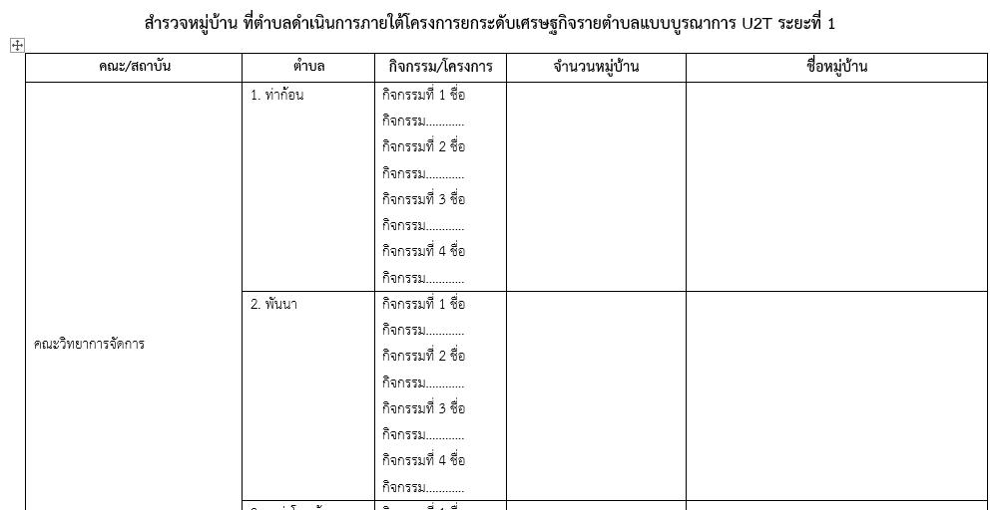 สำรวจหมู่บ้าน ที่ตำบลดำเนินการภายใต้โครงการยกระดับเศรษฐกิจรายตำบลแบบบูรณาการ U2T ระยะที่ 1
คณะ/สถาบัน ตำบล กิจกรรม/โครงการ จำนวนหมู่บ้าน ชื่อหมู่บ้าน
คณะวิทยาการจัดการ
1. ท่าก้อน
กิจกรรมที่ 1 ชื่อ
กิจกรรม............
กิจกรรมที่ 2 ชื่อ
กิจกรรม............
กิจกรรมที่ 3 ชื่อ
กิจกรรม............
กิจกรรมที่ 4 ชื่อ
กิจกรรม............
2. พันนา
กิจกรรมที่ 1 ชื่อ
กิจกรรม............
กิจกรรมที่ 2 ชื่อ
กิจกรรม............
กิจกรรมที่ 3 ชื่อ
กิจกรรม............
กิจกรรมที่ 4 ชื่อ
กิจกรรม............